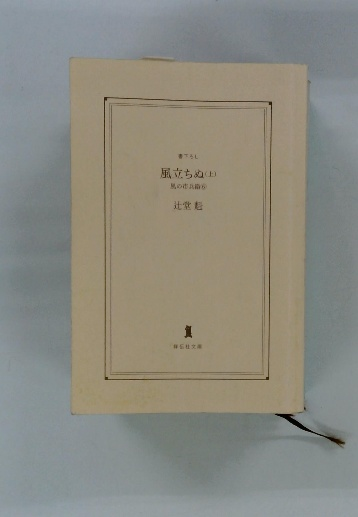 書下ろし
風立ちぬ(上)
風の市兵衛⑥
辻堂 魁
祥伝社文庫